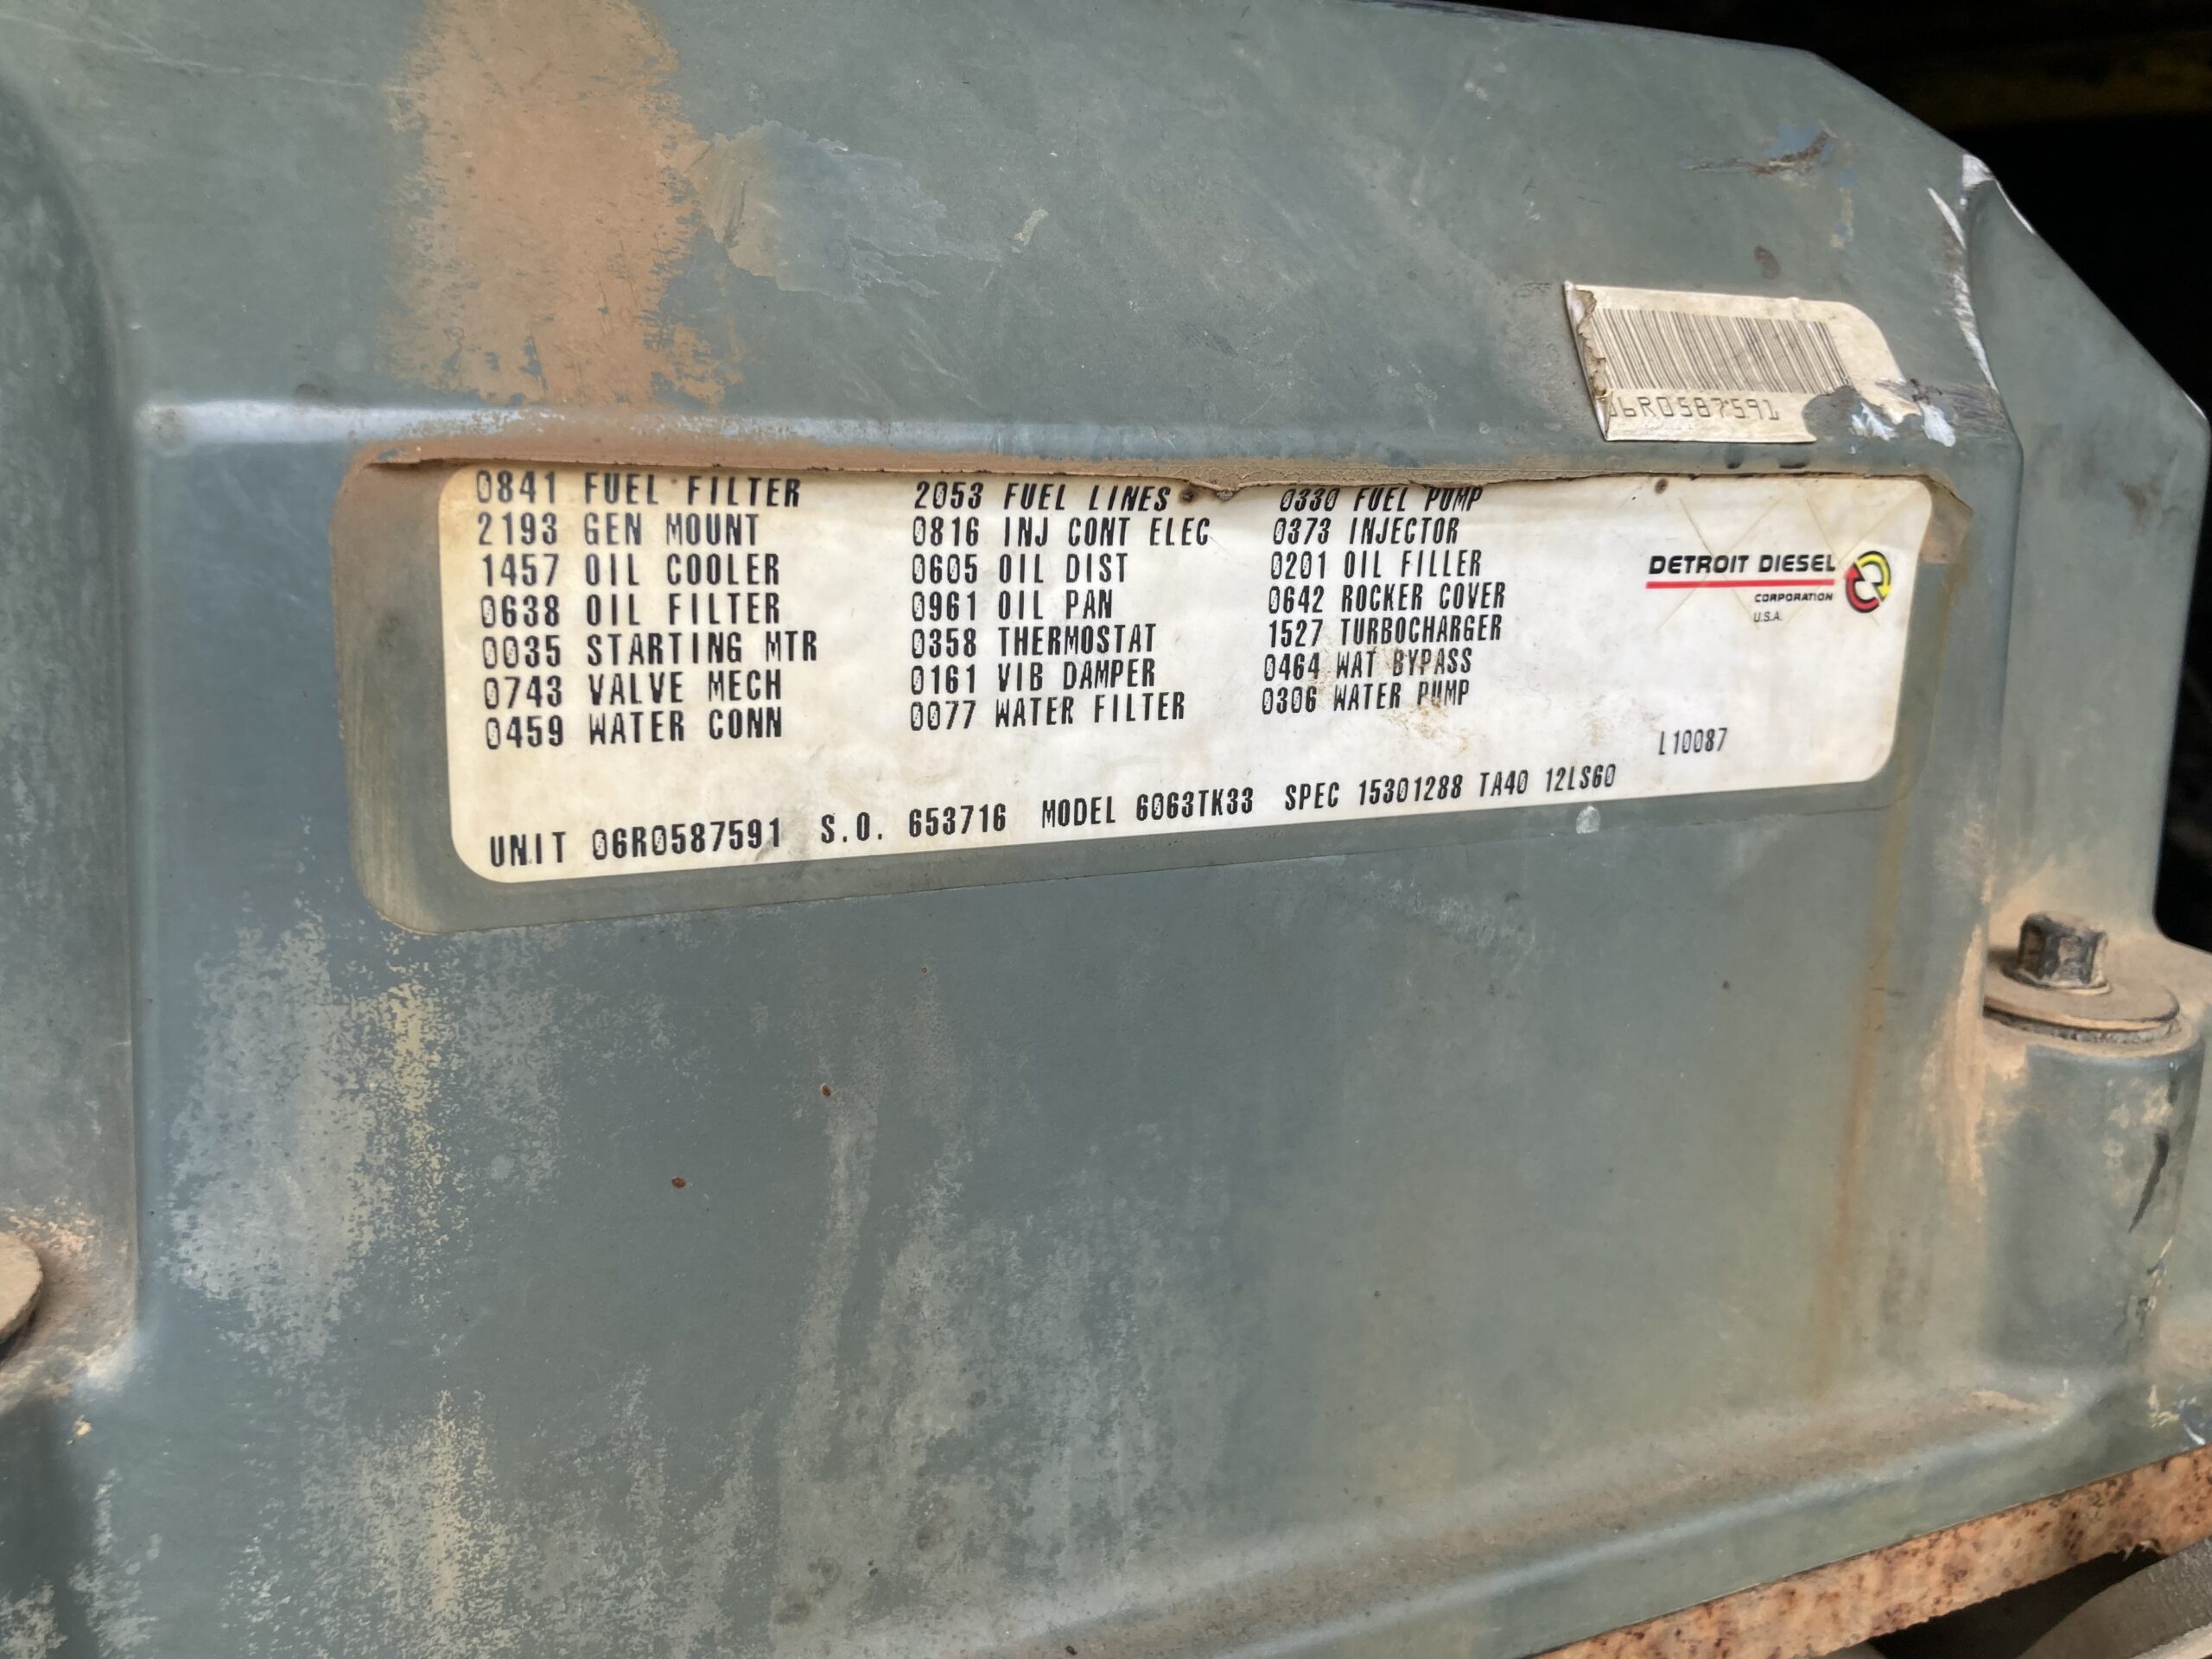 06R0587591
0841 FUEL FILTER 2053 FUEL LINES 0330 FUEL PUMP
2193 GEN MOUNT 0816 INJ CONT ELEC 0373 INJECTOR
1457 OIL COOLER 0605 OIL DIST 0201 OIL FILLER
0638 OIL FILTER 0961 OIL PAN 0642 ROCKER COVER
0035 STARTING MTR 0358 THERMOSTAT 1527 TURBOCHARGER
0743 VALVE MECH 0161 VIB DAMPER 0464 WAT BYPASS
0459 WATER CONN 0077 WATER FILTER 0306 WATER PUMP
DETROIT DIESEL
CORPORATION
U.S.A.
L10087
UNIT 06R0587591 S.O. 653716 MODEL 6063TK33 SPEC 15301288 TA40 12LS60